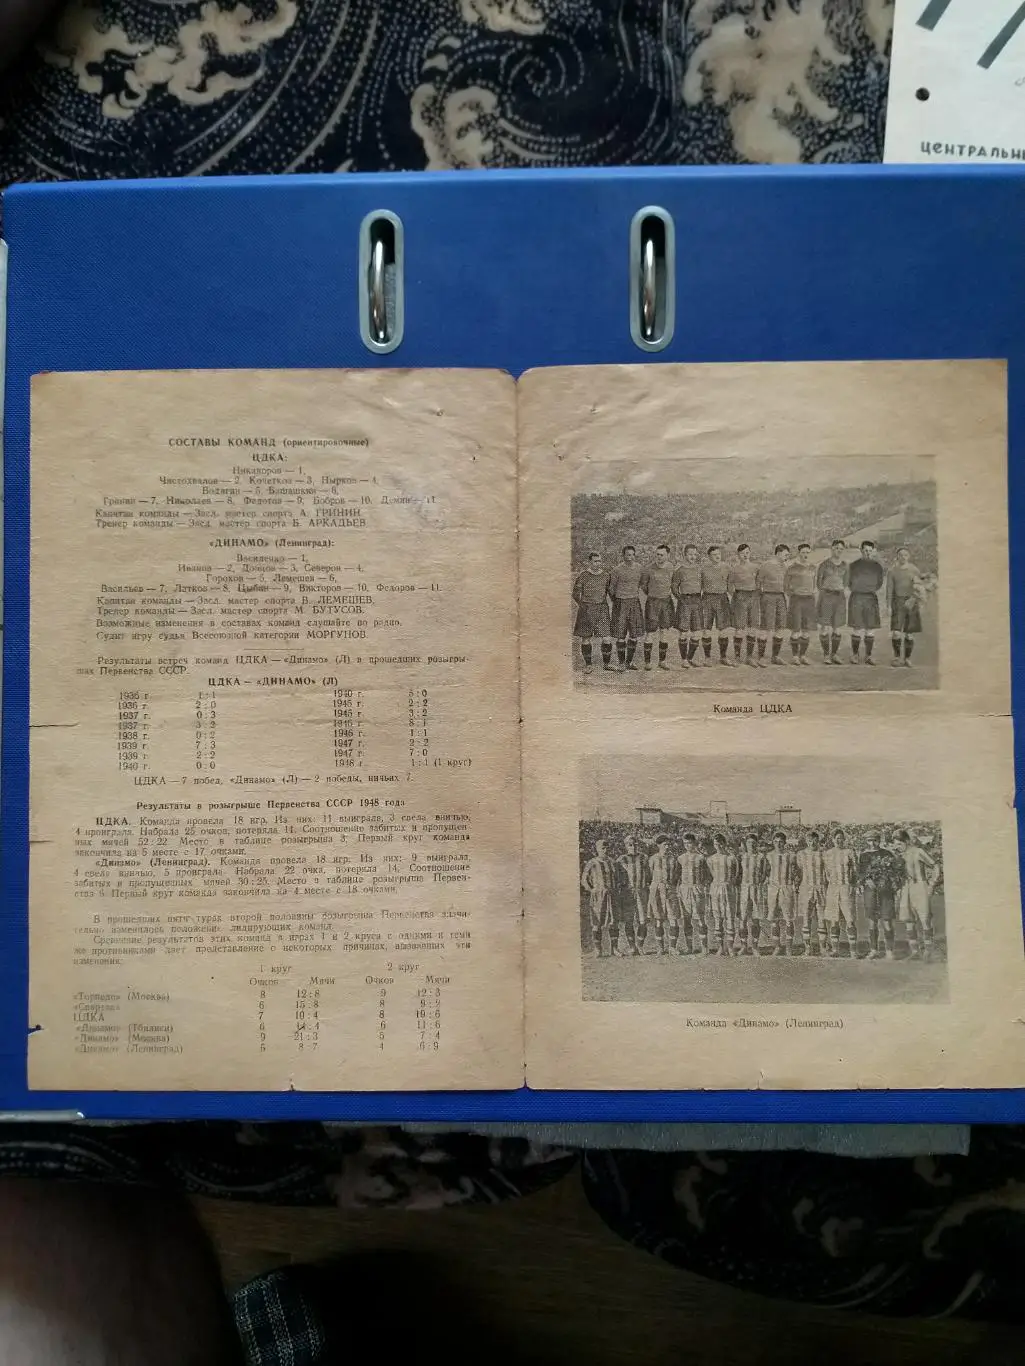 ЦЕНТРАЛЬНЫ
СОСТАВЫ КОМАНД (ориентировочные)
ЦДКА:
Никаноров — 1,
Чистохвалов — 2, Кочетков — 3, Нырков — 4,
Водягин — 5, Башашкин — 6,
Гринин — 7, Николаев — 8, Федотов — 9, Бобров — 10, Демин — 11.
Капитан команды — Засл. мастер спорта А. ГРИНИН.
Тренер команды — Засл. мастер спорта Б. АРКАДЬЕВ
«ДИНАМО» (Ленинград):
Василенко — 1,
Иванов — 2, Донцов — 3, Северов — 4,
Горохов — 5, Лемешев — 6,
Васильев — 7, Латков — 8, Цыбин — 9, Викторов — 10, Федоров — 11.
Капитан команды — Засл. мастер спорта В. ЛЕМЕШЕВ.
Тренер команды — Засл. мастер спорта М. БУТУСОВ.
Возможные изменения в составах команд слушайте по радио.
Судит игру судья Всесоюзной категории МОРГУНОВ.
Результаты встреч команд ЦДКА — «Динамо» (Л) в прошедших розыгры-
шах Первенства СССР.
ЦДКА — «ДИНАМО» (Л)
1936 г. 1 : 1 1940 г. 5 : 0
1936 г. 2 : 0 1945 г. 2 : 2
1937 г. 0 : 3 1945 г. 3 : 2
1937 г. 3 : 2 1946 г. 8 : 1
1938 г. 0 : 2 1946 г. 1 : 1
1939 г. 7 : 3 1947 г. 2 : 2
1939 г. 2 : 2 1947 г. 7 : 0
1940 г. 0 : 0 1948 г. 1 : 1 (1 круг)
ЦДКА — 7 побед, «Динамо» (Л) — 2 победы, ничьих 7.
Результаты в розыгрыше Первенства СССР 1948 года
ЦДКА. Команда провела 18 игр. Из них: 11 выиграла, 3 свела вничью,
4 проиграла. Набрала 25 очков, потеряла 11. Соотношение забитых и пропущен-
ных мячей 52 : 22. Место в таблице розыгрыша 3. Первый круг команда
закончила на 5 месте с 17 очками.
«Динамо» (Ленинград). Команда провела 18 игр. Из них: 9 выиграла,
4 свела вничью, 5 проиграла. Набрала 22 очка, потеряла 14. Соотношение
забитых и пропущенных мячей 30 : 25. Место в таблице розыгрыша Первен-
ства 5. Первый круг команда закончила на 4 месте с 18 очками.
В прошедших пяти турах второй половины розыгрыша Первенства значи-
тельно изменилось положение лидирующих команд.
Сравнение результатов этих команд в играх 1 и 2 круга с одними и теми
же противниками дает представление о некоторых причинах, вызвавших эти
изменения:
1 круг 2 круг
Очков Мячи Очков Мячи
«Торпедо» (Москва) 8 12 : 8 9 12 : 3
«Спартак» 6 15 : 8 8 9 : 2
ЦДКА 7 10 : 4 8 19 : 6
«Динамо» (Тбилиси) 6 14 : 4 6 11 : 6
«Динамо» (Москва) 9 21 : 3 5 7 : 4
«Динамо» (Ленинград) 5 8 : 7 4 6 : 9
Команда ЦДКА
Команда «Динамо» (Ленинград)